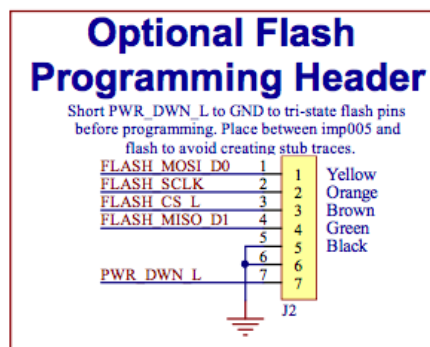 Optional Flash
Programming Header
Short PWR_DWN_L to GND to tri-state flash pins
before programming. Place between imp005 and
flash to avoid creating stub traces.
FLASH_MOSI_D0 1 1 Yellow
FLASH_SCLK 2 2 Orange
FLASH_CS_L 3 3 Brown
FLASH_MISO_D1 4 4 Green
5 5 Black
6 6
PWR_DWN_L 7 7
J2